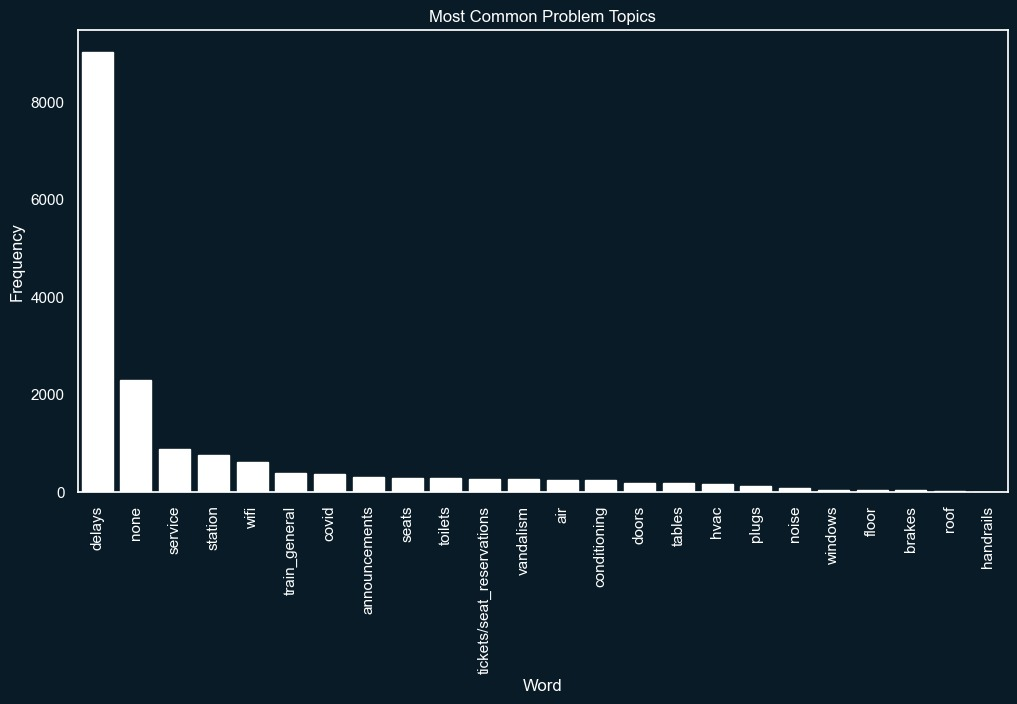 Most Common Problem Topics
Frequency
8000
6000
4000
2000
0
delays
none
service
station
wifi
train_general
covid
announcements
seats
toilets
tickets/seat_reservations
vandalism
air
conditioning
doors
tables
hvac
plugs
noise
windows
floor
brakes
roof
handrails
Word